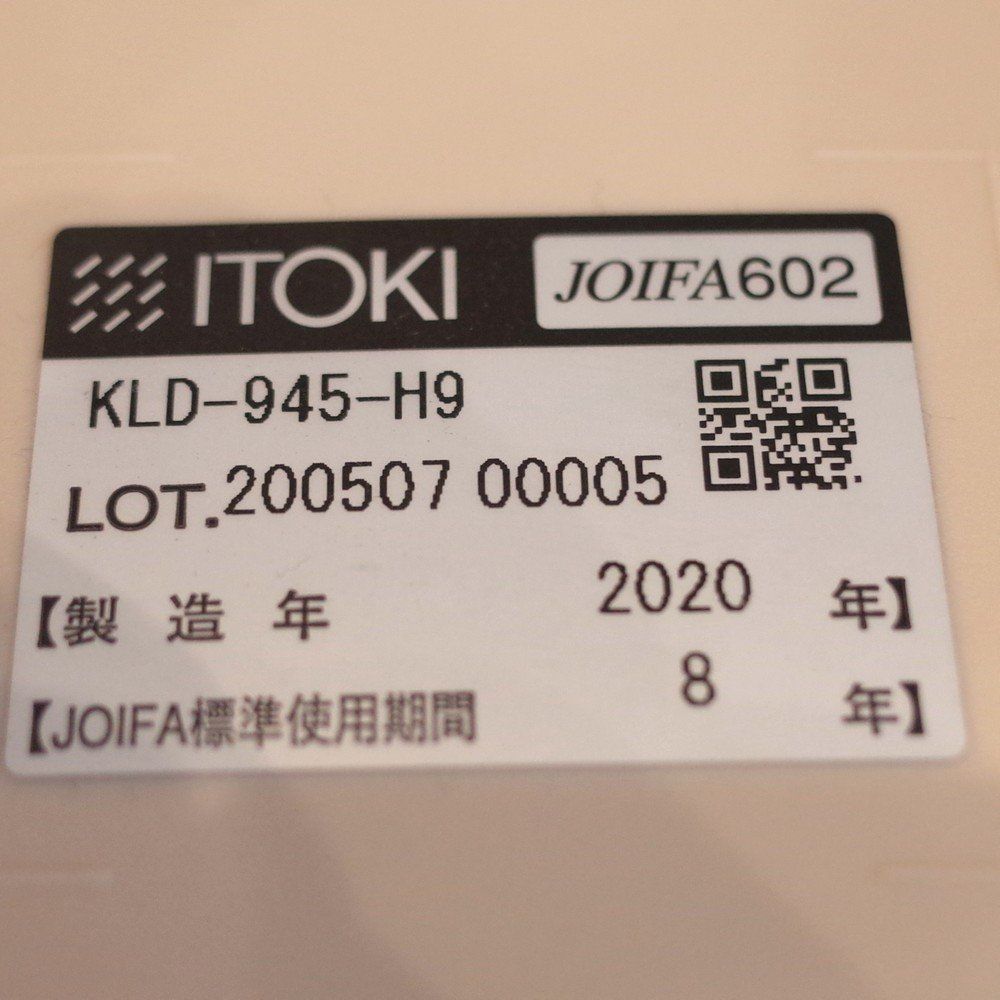 ITOKI JOIFA602
KLD-945-H9
LOT.200507 00005
【製造年 2020 年】
【JOIFA標準使用期間 8 年】